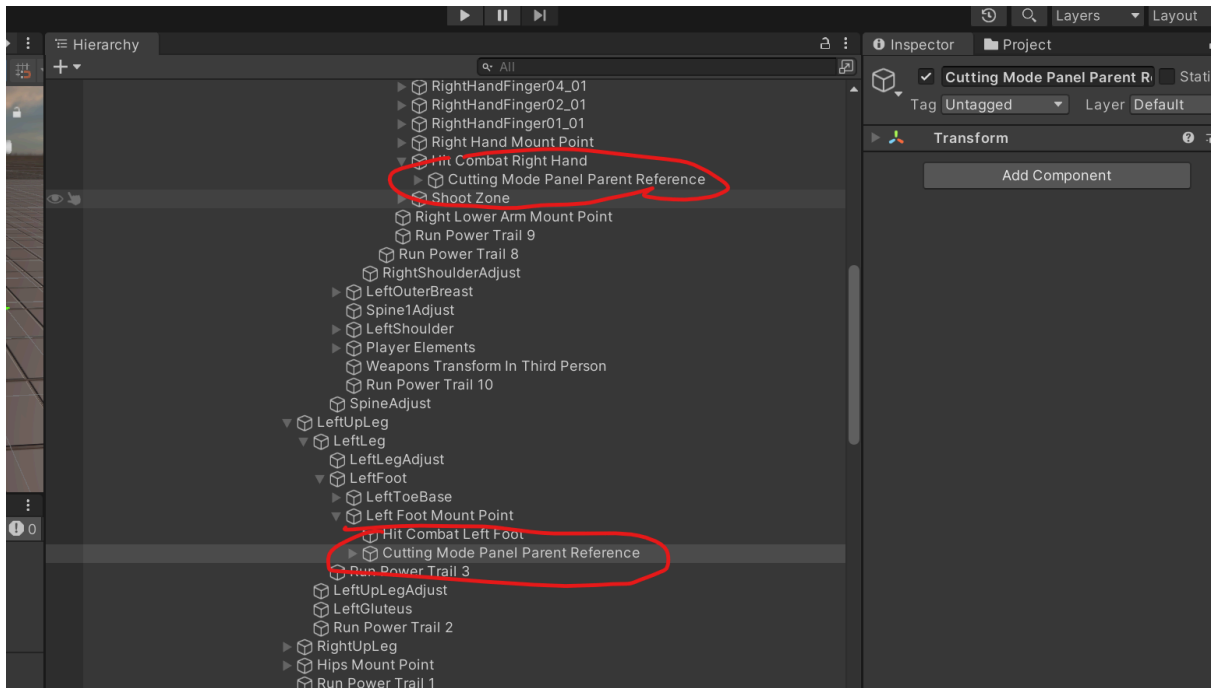 Layers
Layout
Hierarchy
Inspector
Project
All
Cutting Mode Panel Parent R
Stati
Tag Untagged
Layer Default
Transform
Add Component
RightHandFinger04_01
RightHandFinger02_01
RightHandFinger01_01
Right Hand Mount Point
Hit Combat Right Hand
Cutting Mode Panel Parent Reference
Shoot Zone
Right Lower Arm Mount Point
Run Power Trail 9
Run Power Trail 8
RightShoulderAdjust
LeftOuterBreast
Spine1Adjust
LeftShoulder
Player Elements
Weapons Transform In Third Person
Run Power Trail 10
SpineAdjust
LeftUpLeg
LeftLeg
LeftLegAdjust
LeftFoot
LeftToeBase
Left Foot Mount Point
Hit Combat Left Foot
Cutting Mode Panel Parent Reference
Run Power Trail 3
LeftUpLegAdjust
LeftGluteus
Run Power Trail 2
RightUpLeg
Hips Mount Point
Run Power Trail 1
0